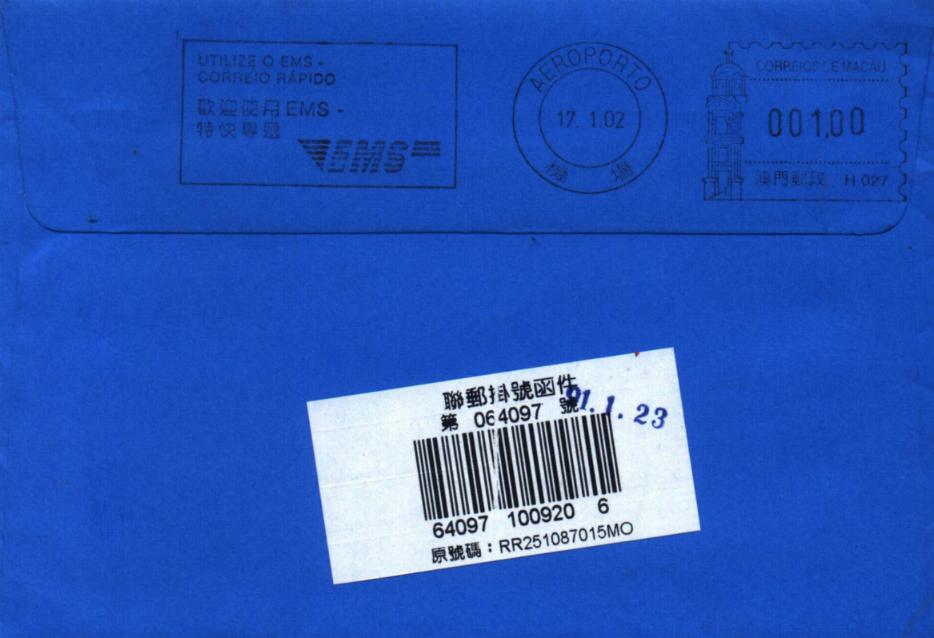 UTILIZE O EMS -
CORREIO RÁPIDO
歡迎使用EMS -
特快專遞
EMS
AEROPORTO
17. 1.02
機場
CORREIOS DE MACAU
001,00
澳門郵政 H 027
聯郵掛號函件
第 064097 號
91.1.23
64097 100920 6
原號碼：RR251087015MO